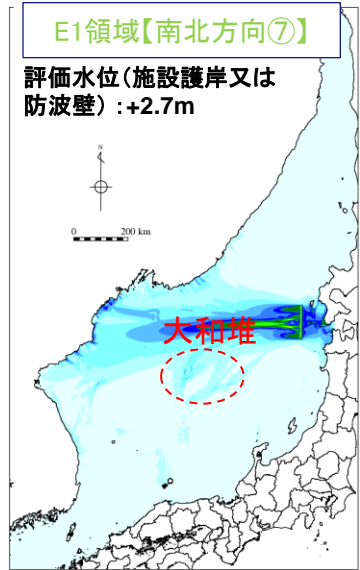 E1領域【南北方向⑦】
評価水位(施設護岸又は
防波壁):+2.7m
N
0 200 km
大和堆